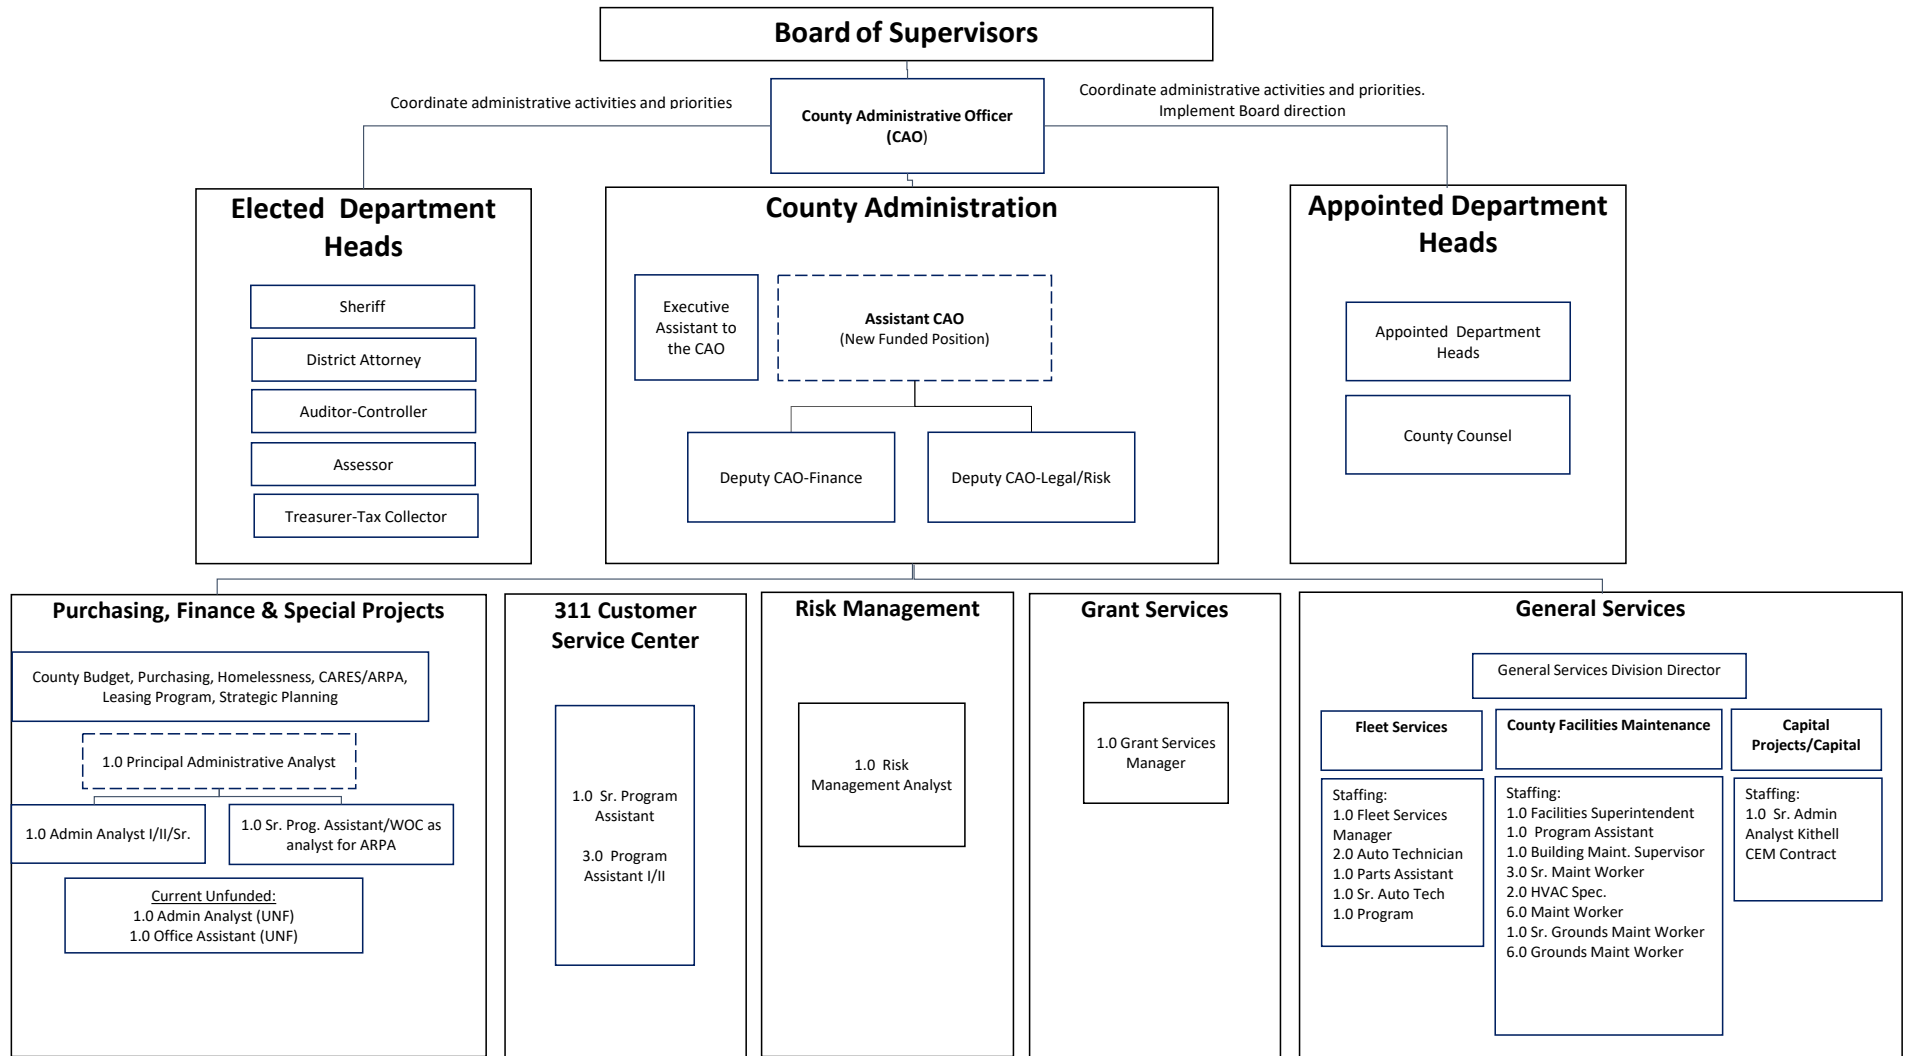 Board of Supervisors
Coordinate administrative activities and priorities
County Administrative Officer
(CAO)
Coordinate administrative activities and priorities.
Implement Board direction
Elected  Department
Heads
Sheriff
District Attorney
Auditor-Controller
Assessor
Treasurer-Tax Collector
County Administration
Executive
Assistant to
the CAO
Assistant CAO
(New Funded Position)
Deputy CAO-Finance
Deputy CAO-Legal/Risk
Appointed Department
Heads
Appointed  Department
Heads
County Counsel
Purchasing, Finance & Special Projects
County Budget, Purchasing, Homelessness, CARES/ARPA,
Leasing Program, Strategic Planning
1.0 Principal Administrative Analyst
1.0 Admin Analyst I/II/Sr.
1.0 Sr. Prog. Assistant/WOC as
analyst for ARPA
Current Unfunded:
1.0 Admin Analyst (UNF)
1.0 Office Assistant (UNF)
311 Customer
Service Center
1.0  Sr. Program
Assistant
3.0  Program
Assistant I/II
Risk Management
1.0  Risk
Management Analyst
Grant Services
1.0 Grant Services
Manager
General Services
General Services Division Director
Fleet Services
Staffing:
1.0 Fleet Services
Manager
2.0 Auto Technician
1.0 Parts Assistant
1.0 Sr. Auto Tech
1.0 Program
County Facilities Maintenance
Staffing:
1.0 Facilities Superintendent
1.0  Program Assistant
1.0 Building Maint. Supervisor
3.0 Sr. Maint Worker
2.0 HVAC Spec.
6.0 Maint Worker
1.0 Sr. Grounds Maint Worker
6.0 Grounds Maint Worker
Capital
Projects/Capital
Staffing:
1.0  Sr. Admin
Analyst Kithell
CEM Contract